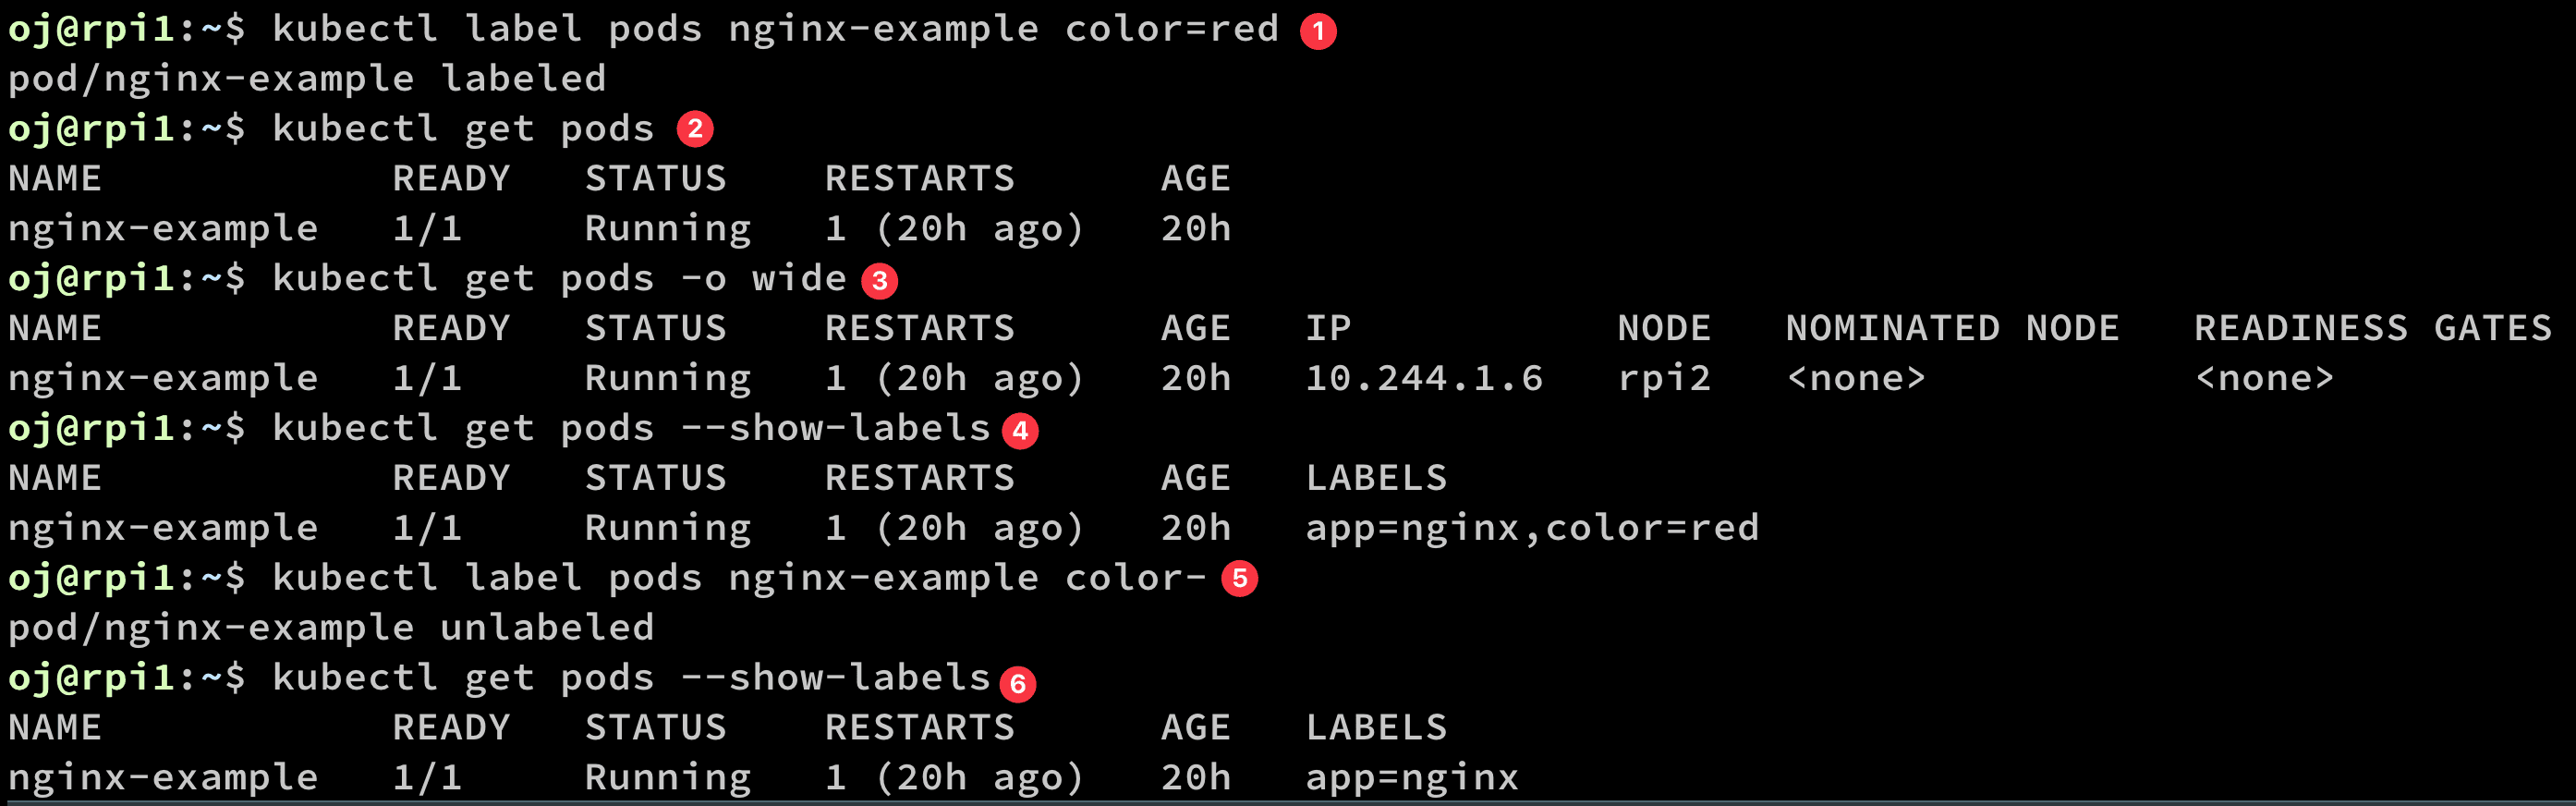 oj@rpi1:~$ kubectl label pods nginx-example color=red 1
pod/nginx-example labeled
oj@rpi1:~$ kubectl get pods 2
NAME            READY   STATUS    RESTARTS      AGE
nginx-example   1/1     Running   1 (20h ago)   20h
oj@rpi1:~$ kubectl get pods -o wide 3
NAME            READY   STATUS    RESTARTS      AGE   IP           NODE   NOMINATED NODE   READINESS GATES
nginx-example   1/1     Running   1 (20h ago)   20h   10.244.1.6   rpi2   <none>           <none>
oj@rpi1:~$ kubectl get pods --show-labels 4
NAME            READY   STATUS    RESTARTS      AGE   LABELS
nginx-example   1/1     Running   1 (20h ago)   20h   app=nginx,color=red
oj@rpi1:~$ kubectl label pods nginx-example color- 5
pod/nginx-example unlabeled
oj@rpi1:~$ kubectl get pods --show-labels 6
NAME            READY   STATUS    RESTARTS      AGE   LABELS
nginx-example   1/1     Running   1 (20h ago)   20h   app=nginx